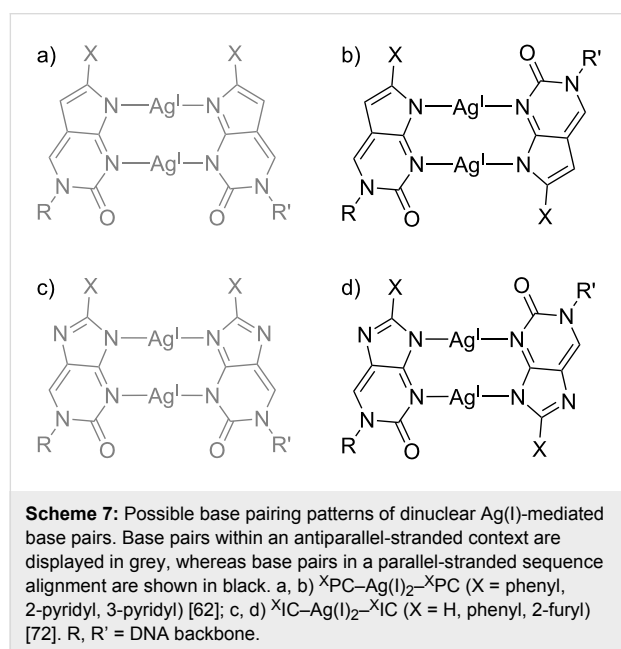 a) X X b) X O R'
N Ag^I N N Ag^I N N
N Ag^I N N Ag^I N
N N N
R O O R' R O X
c) X X d) X O R'
N N Ag^I N N N N Ag^I N N
N Ag^I N N Ag^I N N
N N N
R O O R' R O X
Scheme 7: Possible base pairing patterns of dinuclear Ag(I)-mediated
base pairs. Base pairs within an antiparallel-stranded context are
displayed in grey, whereas base pairs in a parallel-stranded sequence
alignment are shown in black. a, b) ^XPC–Ag(I)₂–^XPC (X = phenyl,
2-pyridyl, 3-pyridyl) [62]; c, d) ^XIC–Ag(I)₂–^XIC (X = H, phenyl, 2-furyl)
[72]. R, R' = DNA backbone.